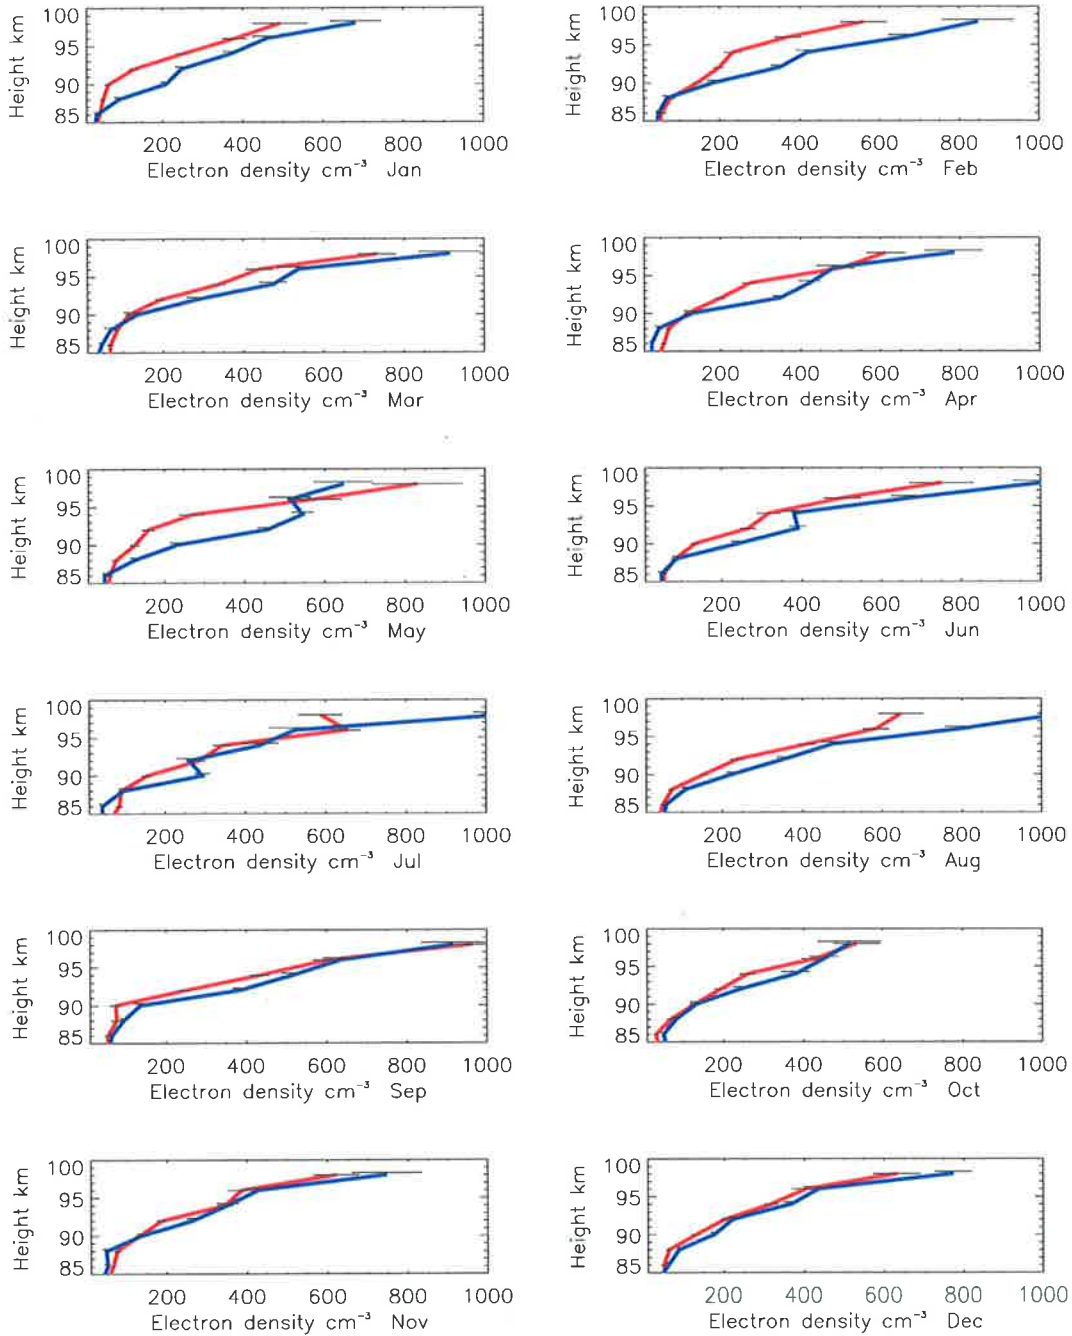 Height km
100
95
90
85
200 400 600 800 1000
Electron density cm⁻³ Jan
Height km
100
95
90
85
200 400 600 800 1000
Electron density cm⁻³ Feb
Height km
100
95
90
85
200 400 600 800 1000
Electron density cm⁻³ Mar
Height km
100
95
90
85
200 400 600 800 1000
Electron density cm⁻³ Apr
Height km
100
95
90
85
200 400 600 800 1000
Electron density cm⁻³ May
Height km
100
95
90
85
200 400 600 800 1000
Electron density cm⁻³ Jun
Height km
100
95
90
85
200 400 600 800 1000
Electron density cm⁻³ Jul
Height km
100
95
90
85
200 400 600 800 1000
Electron density cm⁻³ Aug
Height km
100
95
90
85
200 400 600 800 1000
Electron density cm⁻³ Sep
Height km
100
95
90
85
200 400 600 800 1000
Electron density cm⁻³ Oct
Height km
100
95
90
85
200 400 600 800 1000
Electron density cm⁻³ Nov
Height km
100
95
90
85
200 400 600 800 1000
Electron density cm⁻³ Dec